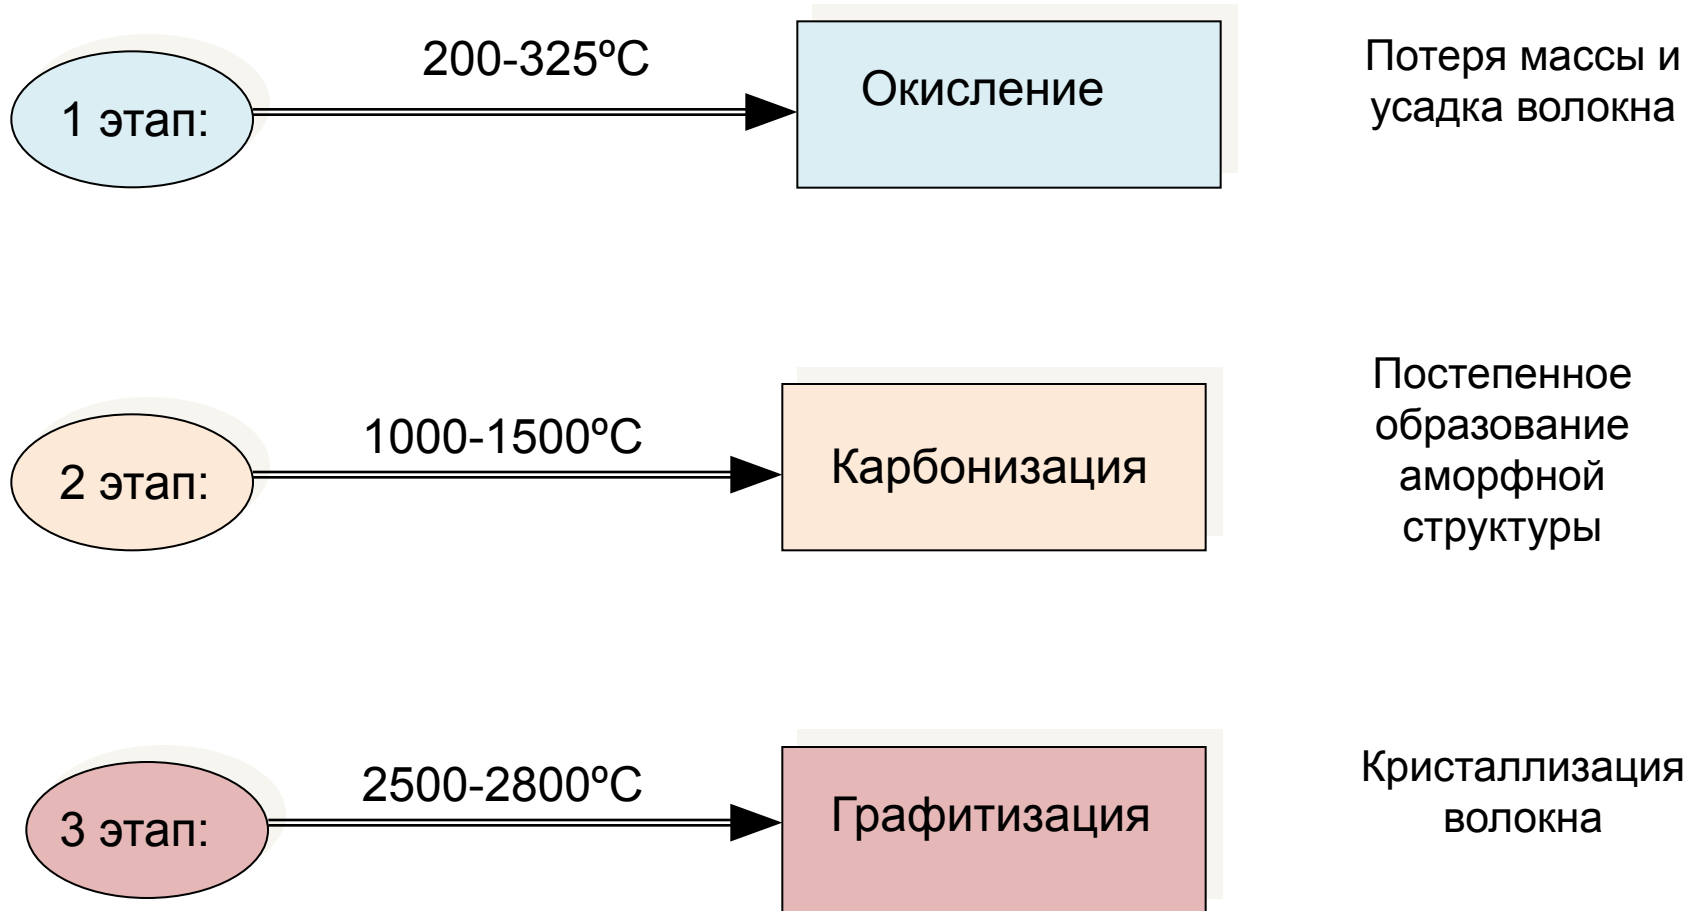 1 этап:
200-325ºC
Окисление
Потеря массы и
усадка волокна
2 этап:
1000-1500ºC
Карбонизация
Постепенное
образование
аморфной
структуры
3 этап:
2500-2800ºC
Графитизация
Кристаллизация
волокна